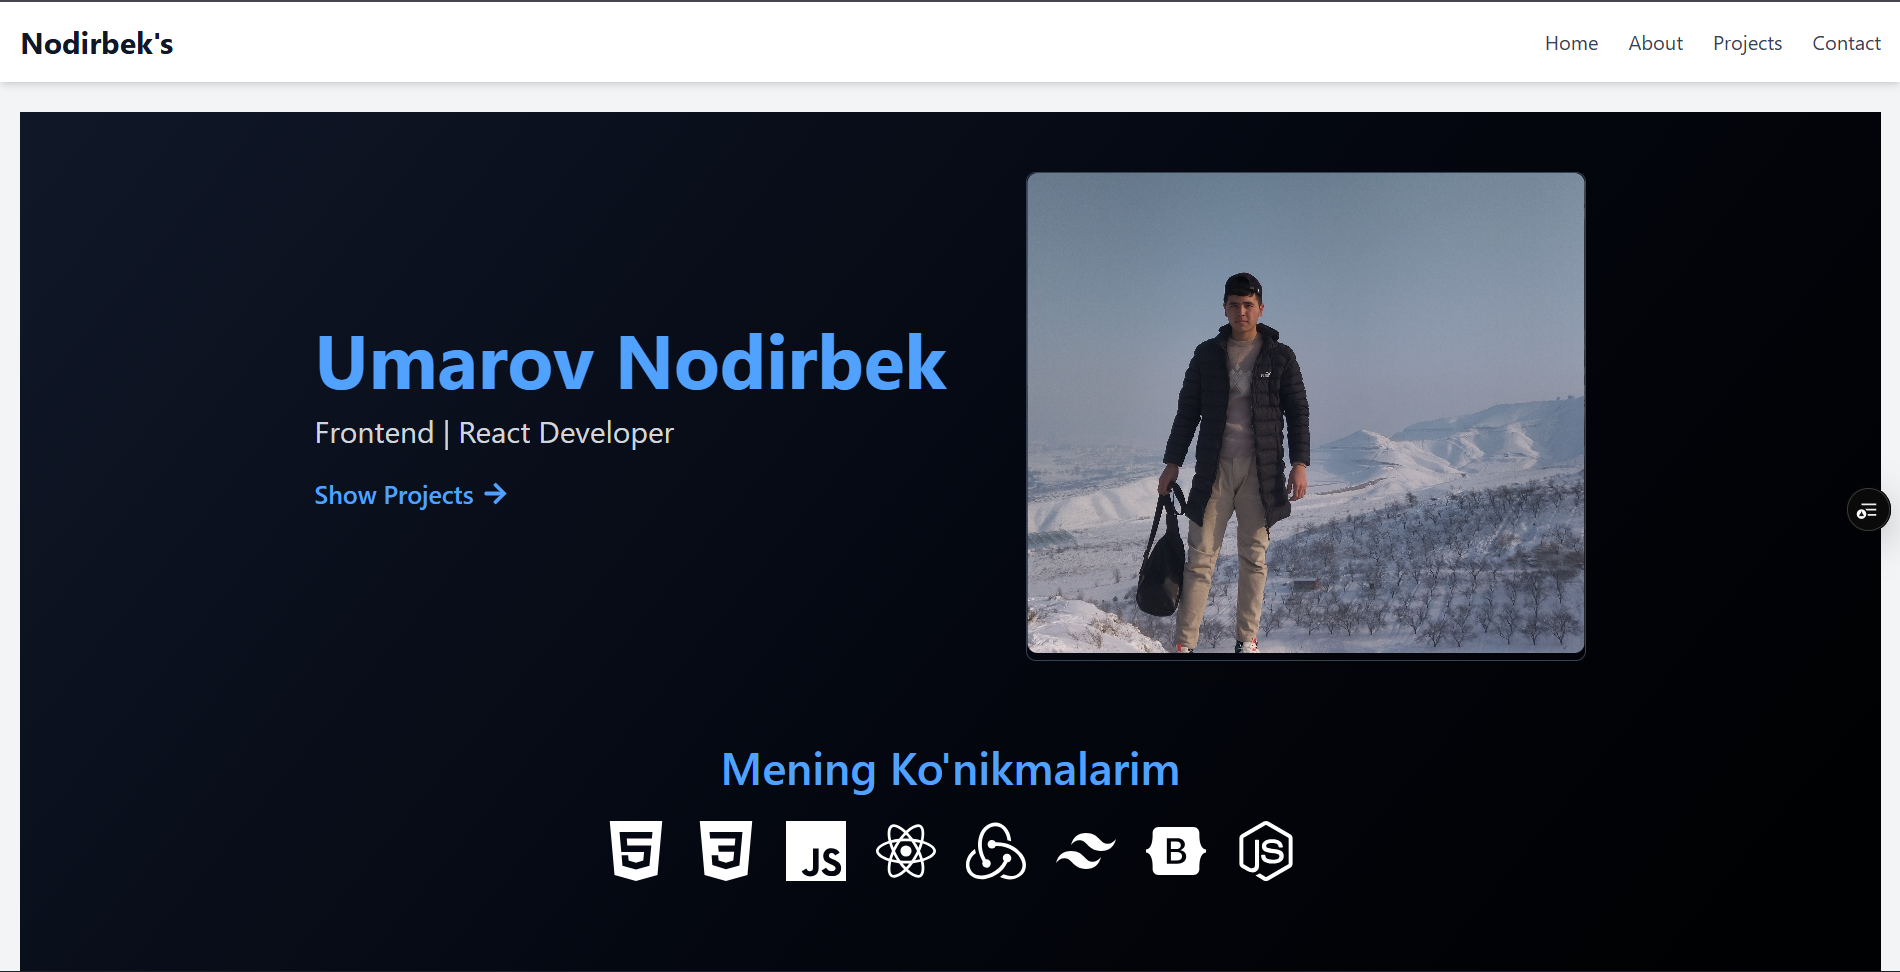 Nodirbek's
Home About Projects Contact
Umarov Nodirbek
Frontend | React Developer
Show Projects
Mening Ko'nikmalarim
5 3 JS B JS